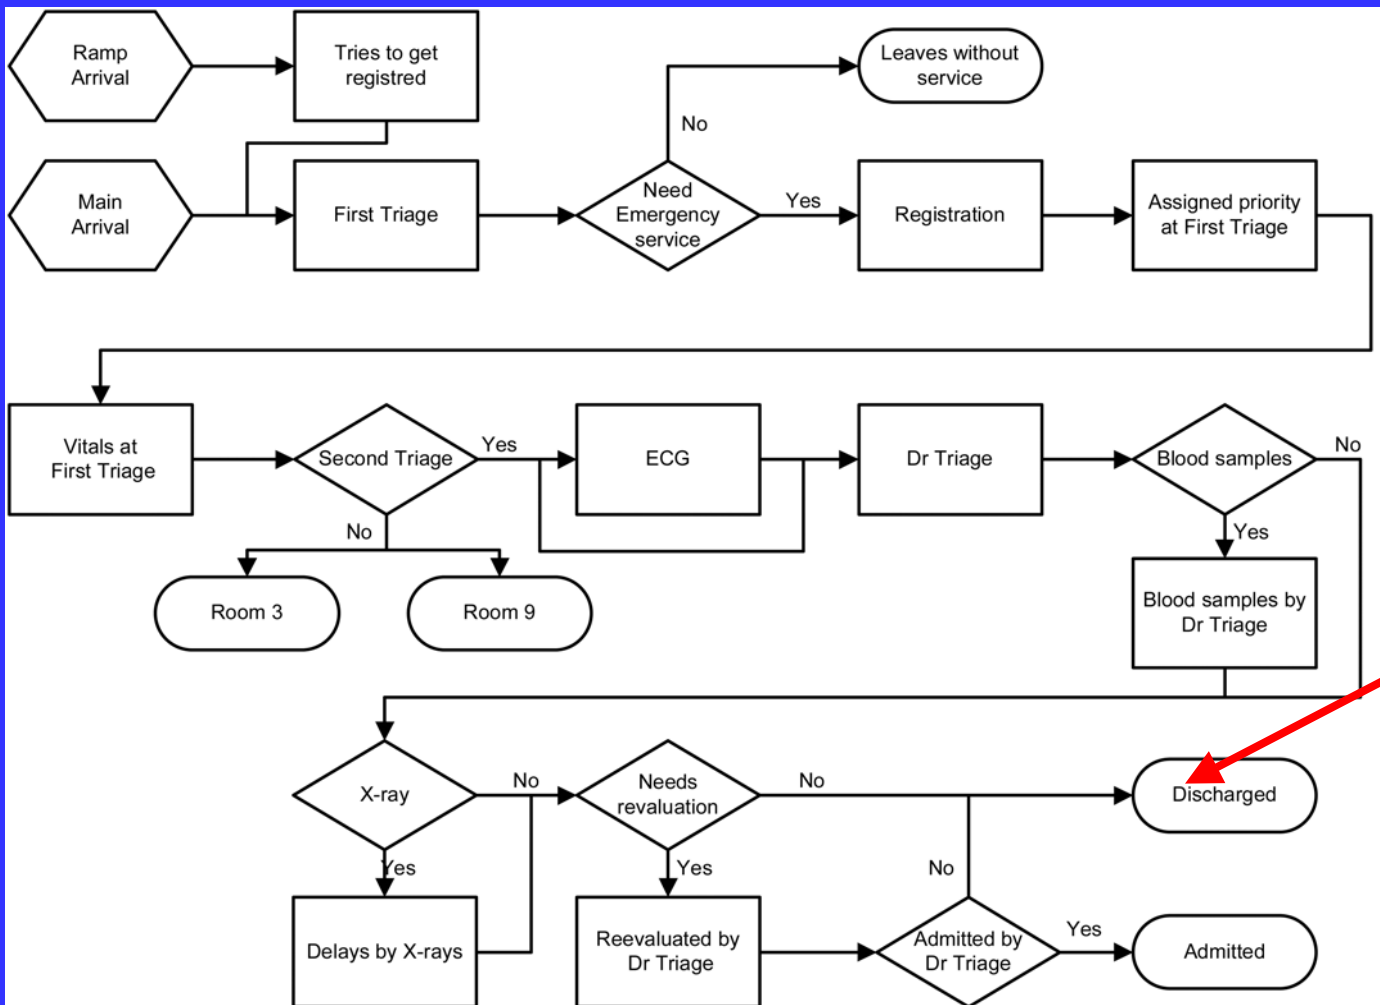 Ramp
Arrival
Tries to get
registred
Leaves without
service
No
Main
Arrival
First Triage
Need
Emergency
service
Yes
Registration
Assigned priority
at First Triage
Vitals at
First Triage
Second Triage
Yes
ECG
Dr Triage
Blood samples
No
No
Yes
Room 3
Room 9
Blood samples by
Dr Triage
X-ray
No
Needs
revaluation
No
Discharged
Yes
Yes
No
Delays by X-rays
Reevaluated by
Dr Triage
Admitted by
Dr Triage
Yes
Admitted